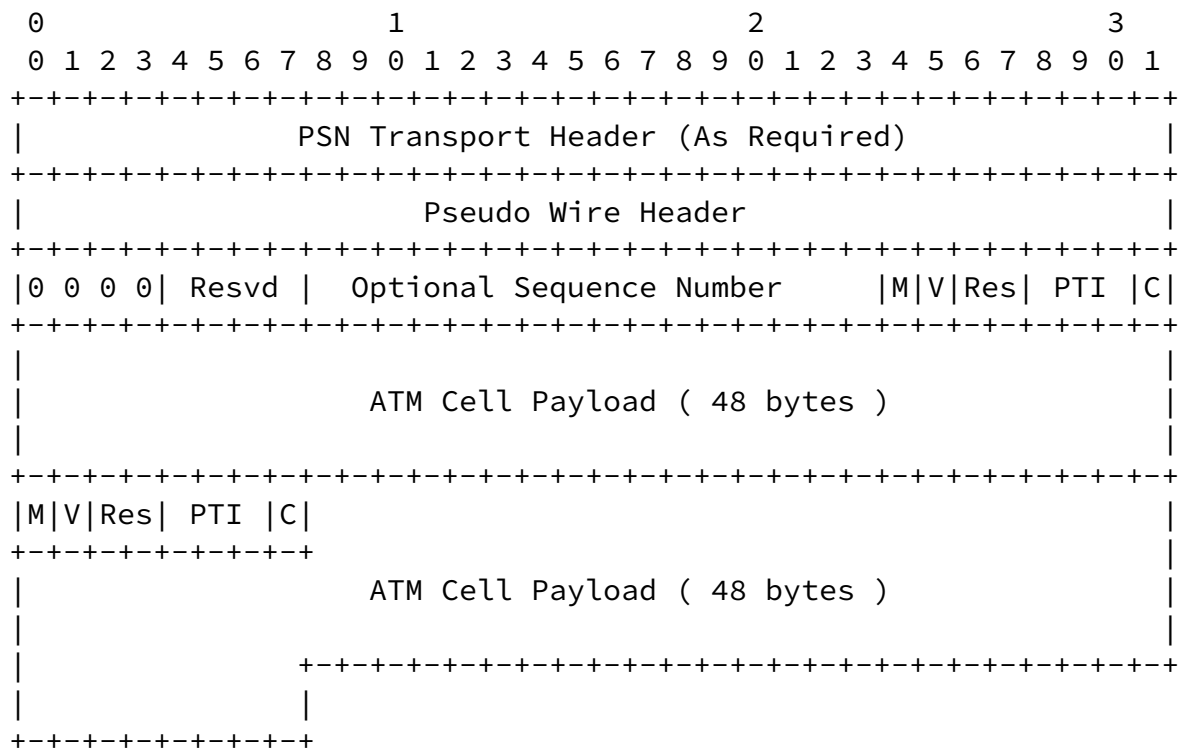 0                   1                   2                   3
 0 1 2 3 4 5 6 7 8 9 0 1 2 3 4 5 6 7 8 9 0 1 2 3 4 5 6 7 8 9 0 1
+-+-+-+-+-+-+-+-+-+-+-+-+-+-+-+-+-+-+-+-+-+-+-+-+-+-+-+-+-+-+-+-+
|               PSN Transport Header (As Required)              |
+-+-+-+-+-+-+-+-+-+-+-+-+-+-+-+-+-+-+-+-+-+-+-+-+-+-+-+-+-+-+-+-+
|                      Pseudo Wire Header                       |
+-+-+-+-+-+-+-+-+-+-+-+-+-+-+-+-+-+-+-+-+-+-+-+-+-+-+-+-+-+-+-+-+
|0 0 0 0| Resvd |  Optional Sequence Number     |M|V|Res| PTI |C|
+-+-+-+-+-+-+-+-+-+-+-+-+-+-+-+-+-+-+-+-+-+-+-+-+-+-+-+-+-+-+-+-+
|                                                               |
|                   ATM Cell Payload ( 48 bytes )               |
|                                                               |
+-+-+-+-+-+-+-+-+-+-+-+-+-+-+-+-+-+-+-+-+-+-+-+-+-+-+-+-+-+-+-+-+
|M|V|Res| PTI |C|                                               |
+-+-+-+-+-+-+-+-+                                               |
|                   ATM Cell Payload ( 48 bytes )               |
|                                                               |
|               +-+-+-+-+-+-+-+-+-+-+-+-+-+-+-+-+-+-+-+-+-+-+-+-+
|               |
+-+-+-+-+-+-+-+-+